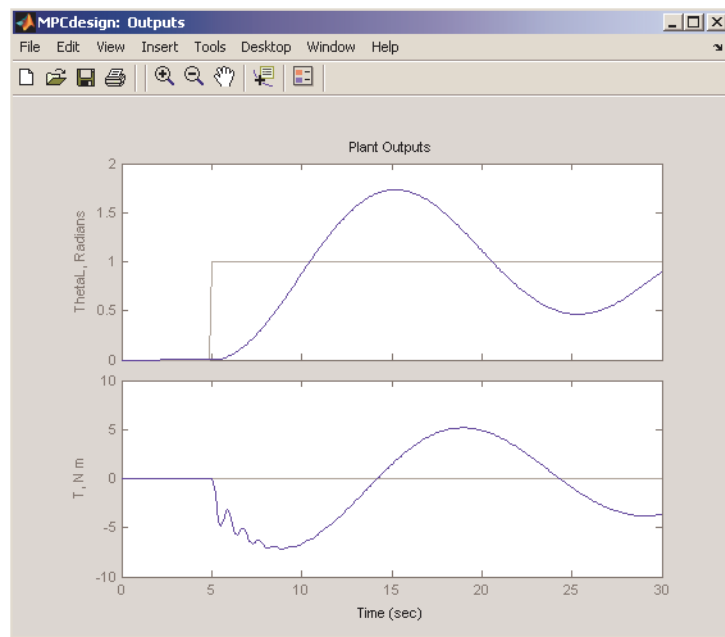 MPCdesign: Outputs
File Edit View Insert Tools Desktop Window Help
Plant Outputs
2
1.5
1
0.5
0
ThetaL, Radians
10
5
0
-5
-10
T, N m
0 5 10 15 20 25 30
Time (sec)